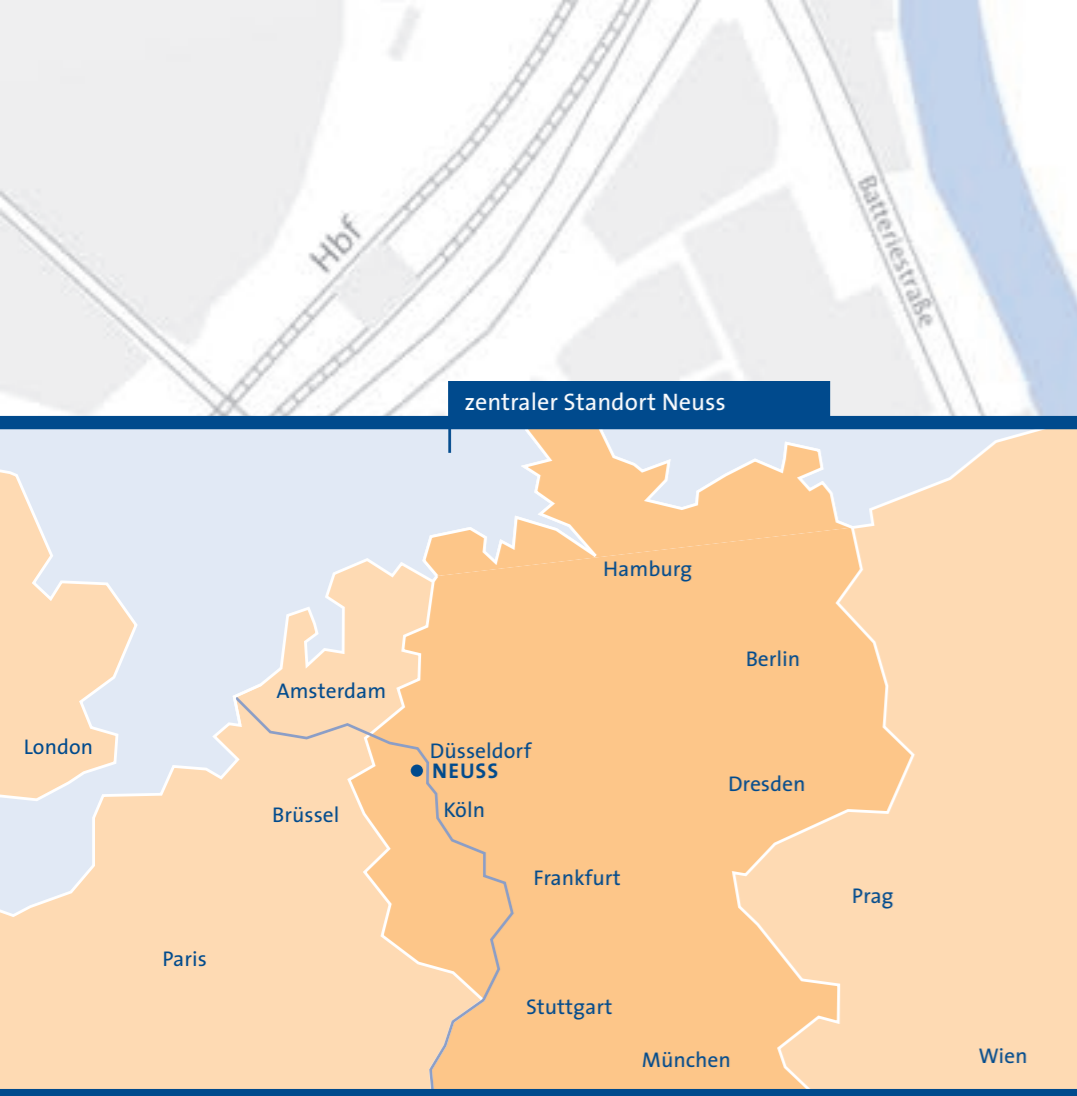 Hbf
Batteriestraße
zentraler Standort Neuss
Hamburg
Berlin
Amsterdam
London
Düsseldorf
NEUSS
Dresden
Brüssel
Köln
Frankfurt
Prag
Paris
Stuttgart
München
Wien